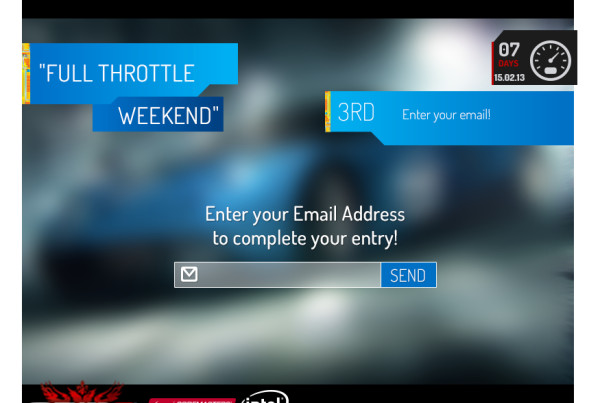 "FULL THROTTLE
WEEKEND"
07
DAYS
15.02.13
3RD Enter your email!
Enter your Email Address
to complete your entry!
SEND
(intel)